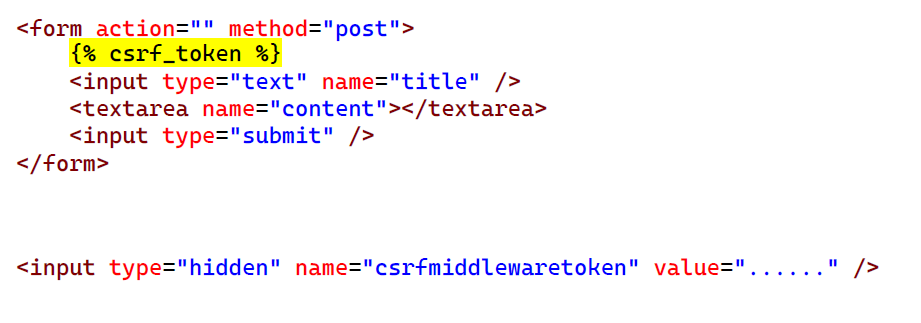 <form action="" method="post">
{% csrf_token %}
<input type="text" name="title" />
<textarea name="content"></textarea>
<input type="submit" />
</form>
<input type="hidden" name="csrfmiddlewaretoken" value="......" />